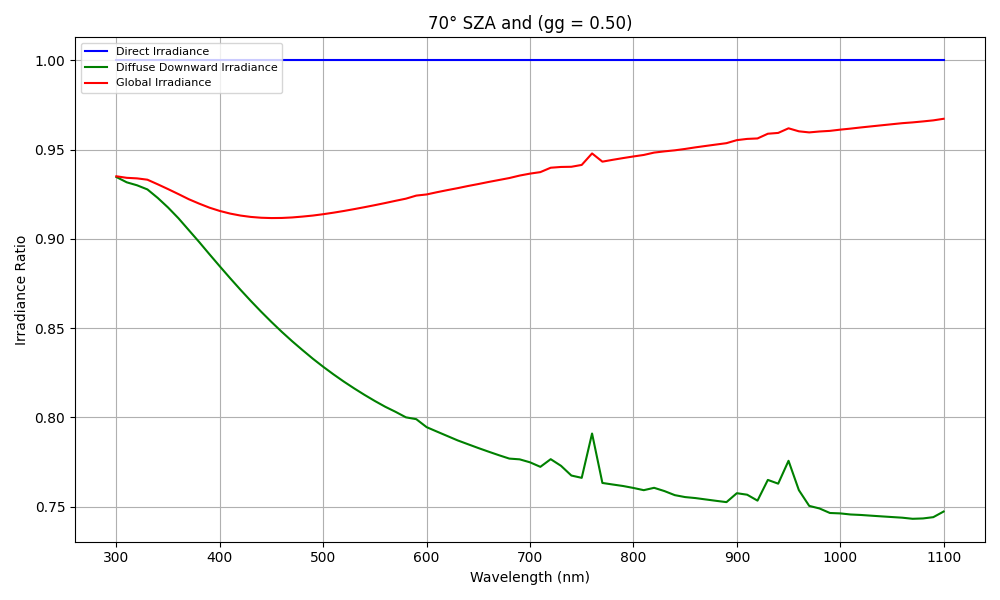 70° SZA and (gg = 0.50)
Direct Irradiance
Diffuse Downward Irradiance
Global Irradiance
1.00
0.95
0.90
0.85
0.80
0.75
Irradiance Ratio
300 400 500 600 700 800 900 1000 1100
Wavelength (nm)